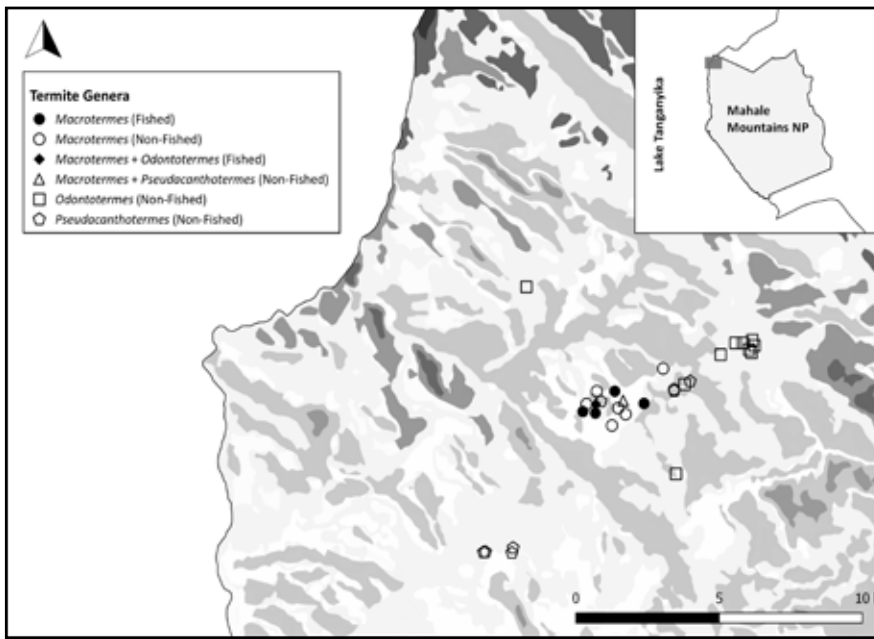 Termite Genera
Macrotermes (Fished)
Macrotermes (Non-Fished)
Macrotermes + Odontotermes (Fished)
Macrotermes + Pseudacanthotermes (Non-Fished)
Odontotermes (Non-Fished)
Pseudacanthotermes (Non-Fished)
Lake Tanganyika
Mahale
Mountains NP
0 5 10 k